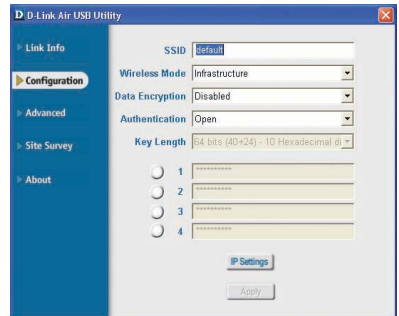 D D-Link Air USB Utility
Link Info
Configuration
Advanced
Site Survey
About
SSID default
Wireless Mode Infrastructure
Data Encryption Disabled
Authentication Open
Key Length 64 bits (40+24) - 10 Hexadecimal di
1 **********
2 **********
3 **********
4 **********
IP Settings
Apply